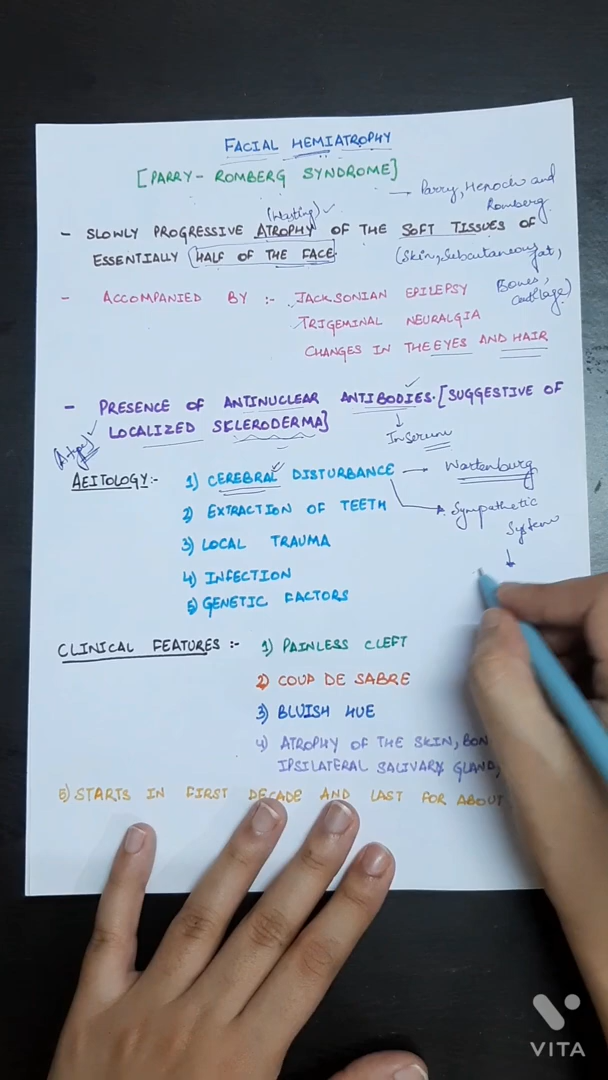 FACIAL HEMIATROPHY
[PARRY-ROMBERG SYNDROME]
→ Parry, Henoch and
Romberg
(Wasting)
- SLOWLY PROGRESSIVE ATROPHY OF THE SOFT TISSUES OF
ESSENTIALLY (HALF OF THE FACE
(Skin, Subcutaneous fat,
Bones,
cartilage)
- ACCOMPANIED BY :- JACKSONIAN EPILEPSY
TRIGEMINAL NEURALGIA
CHANGES IN THE EYES AND HAIR
- PRESENCE OF ANTINUCLEAR ANTIBODIES. [SUGGESTIVE OF
LOCALIZED SCLERODERMA]
In serum
AEITOLOGY:- 1) CEREBRAL DISTURBANCE → Wartenburg
2) EXTRACTION OF TEETH
Sympathetic
System
3) LOCAL TRAUMA
4) INFECTION
5) GENETIC FACTORS
CLINICAL FEATURES :- 1) PAINLESS CLEFT
2) COUP DE SABRE
3) BLUISH HUE
4) ATROPHY OF THE SKIN, BON
IPSILATERAL SALIVARY GLAND,
5) STARTS IN FIRST DECADE AND LAST FOR ABOUT
VITA